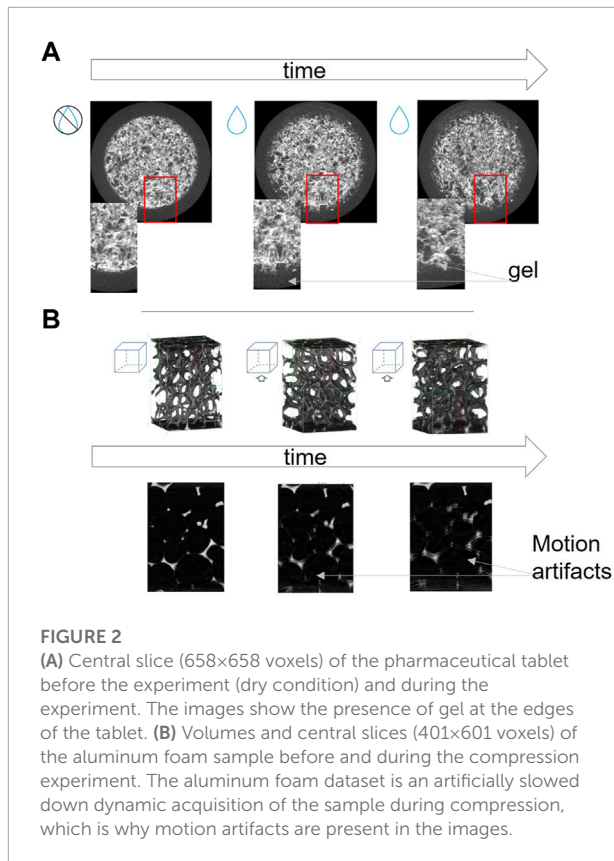 A
time
gel
B
time
Motion
artifacts
FIGURE 2
(A) Central slice (658×658 voxels) of the pharmaceutical tablet
before the experiment (dry condition) and during the
experiment. The images show the presence of gel at the edges
of the tablet. (B) Volumes and central slices (401×601 voxels) of
the aluminum foam sample before and during the compression
experiment. The aluminum foam dataset is an artificially slowed
down dynamic acquisition of the sample during compression,
which is why motion artifacts are present in the images.